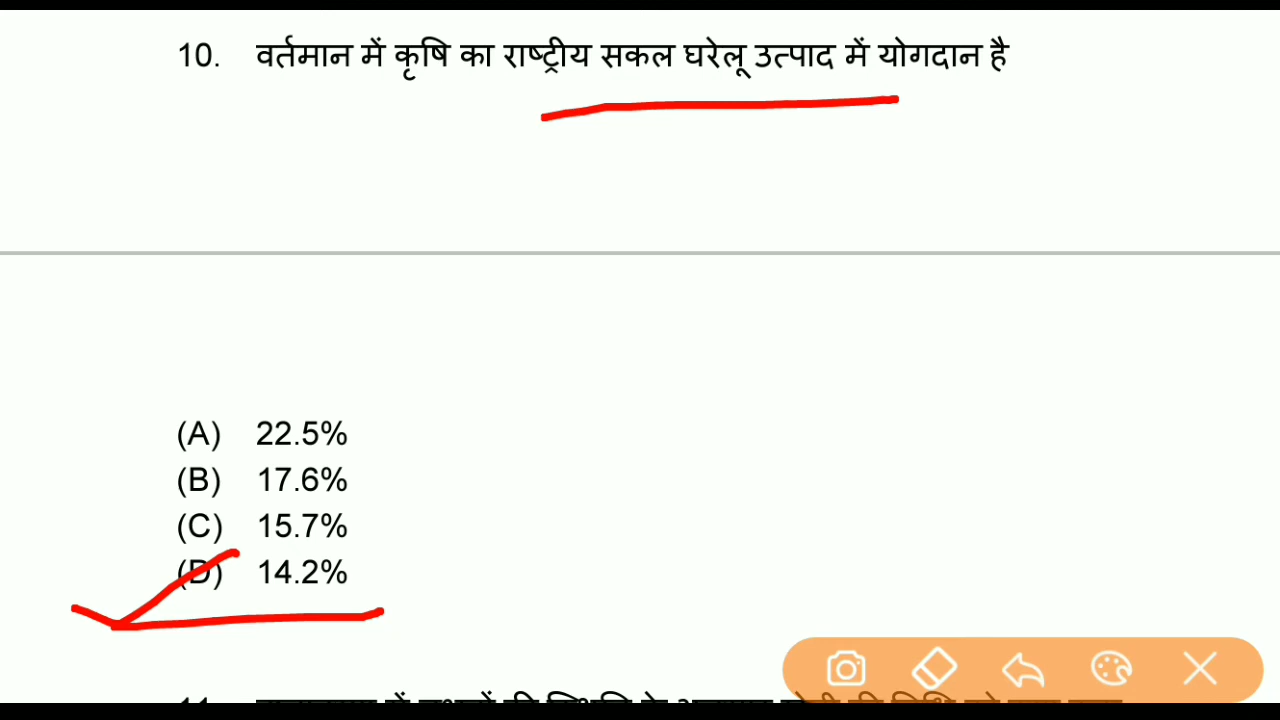 10. वर्तमान में कृषि का राष्ट्रीय सकल घरेलू उत्पाद में योगदान है
(A) 22.5%
(B) 17.6%
(C) 15.7%
(D) 14.2%